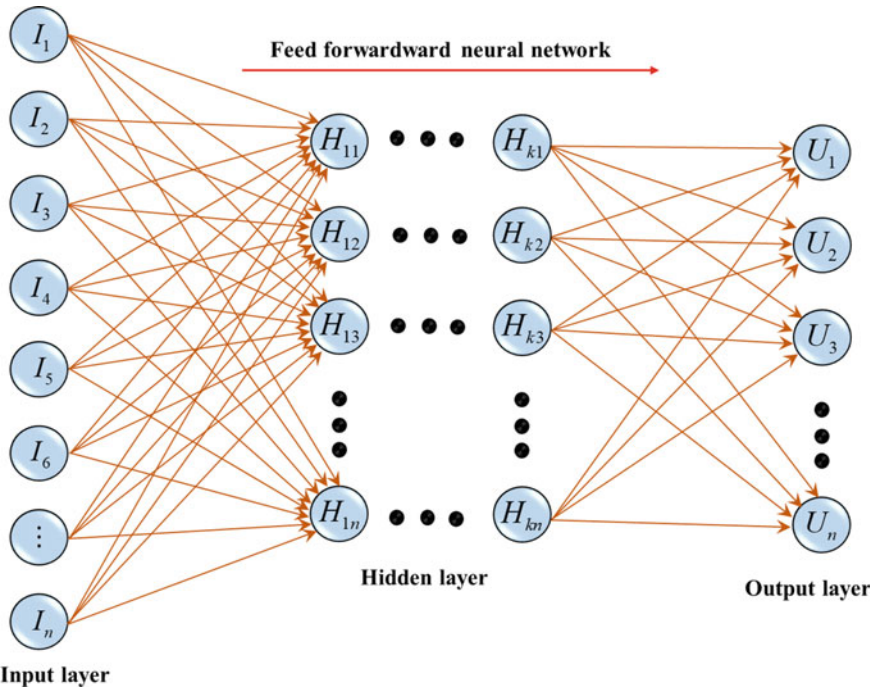 Feed forwardward neural network
I1
I2
I3
I4
I5
I6
⋮
In
H11
H12
H13
H1n
Hk1
Hk2
Hk3
Hkn
U1
U2
U3
Un
Hidden layer
Output layer
Input layer